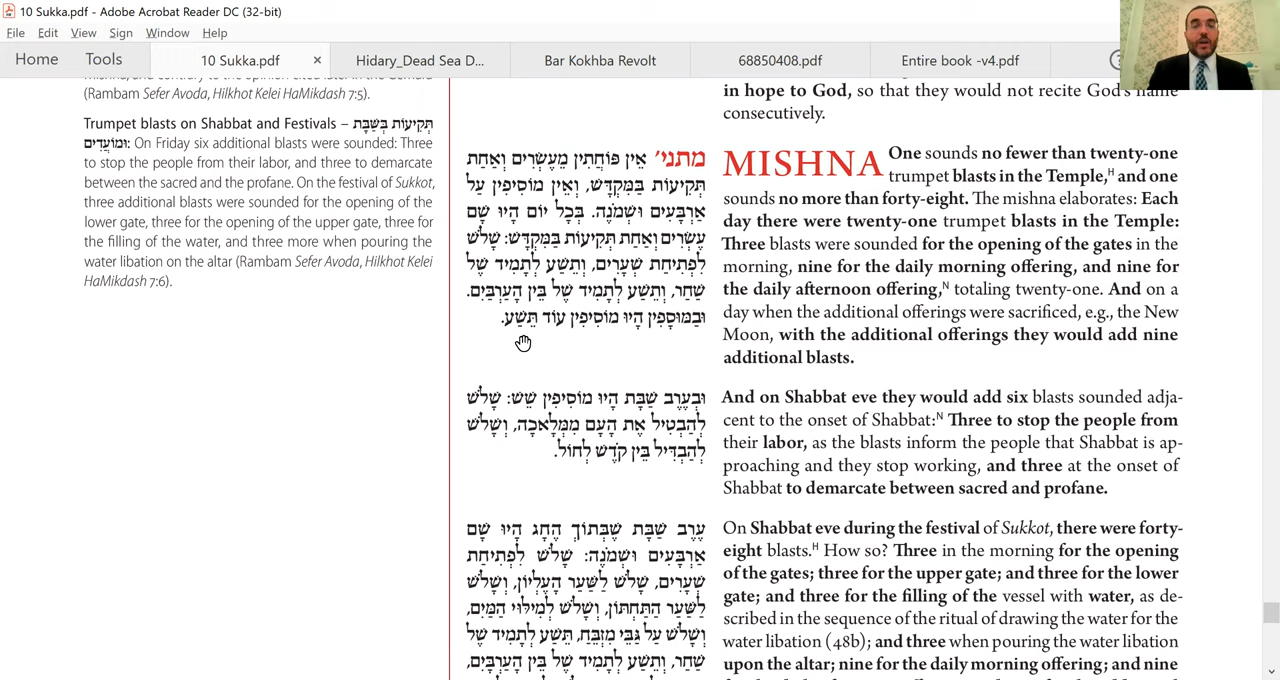 10 Sukka.pdf - Adobe Acrobat Reader DC (32-bit)
File Edit View Sign Window Help
Home Tools 10 Sukka.pdf × Hidary_Dead Sea D... Bar Kokhba Revolt 68850408.pdf Entire book -v4.pdf
Mishna, and contrary to the opinion cited later in the Gemara
(Rambam Sefer Avoda, Hilkhot Kelei HaMikdash 7:5).
Trumpet blasts on Shabbat and Festivals – תְּקִיעוֹת בְּשַׁבָּת
וּמוֹעֲדִים: On Friday six additional blasts were sounded: Three
to stop the people from their labor, and three to demarcate
between the sacred and the profane. On the festival of Sukkot,
three additional blasts were sounded for the opening of the
lower gate, three for the opening of the upper gate, three for
the filling of the water, and three more when pouring the
water libation on the altar (Rambam Sefer Avoda, Hilkhot Kelei
HaMikdash 7:6).
מתני׳ אֵין פּוֹחֲתִין מֵעֶשְׂרִים וְאַחַת
תְּקִיעוֹת בַּמִּקְדָּשׁ, וְאֵין מוֹסִיפִין עַל
אַרְבָּעִים וּשְׁמֹנֶה. בְּכָל יוֹם הָיוּ שָׁם
עֶשְׂרִים וְאַחַת תְּקִיעוֹת בַּמִּקְדָּשׁ: שָׁלֹשׁ
לִפְתִיחַת שְׁעָרִים, וְתֵשַׁע לְתָמִיד שֶׁל
שַׁחַר, וְתֵשַׁע לְתָמִיד שֶׁל בֵּין הָעַרְבַּיִם.
וּבַמּוּסָפִין הָיוּ מוֹסִיפִין עוֹד תֵּשַׁע.
וּבְעֶרֶב שַׁבָּת הָיוּ מוֹסִיפִין שֵׁשׁ: שָׁלֹשׁ
לְהַבְטִיל אֶת הָעָם מִמְּלָאכָה, וְשָׁלֹשׁ
לְהַבְדִּיל בֵּין קֹדֶשׁ לְחוֹל.
עֶרֶב שַׁבָּת שֶׁבְּתוֹךְ הֶחָג הָיוּ שָׁם
אַרְבָּעִים וּשְׁמֹנֶה: שָׁלֹשׁ לִפְתִיחַת
שְׁעָרִים, שָׁלֹשׁ לַשַּׁעַר הָעֶלְיוֹן, וְשָׁלֹשׁ
לַשַּׁעַר הַתַּחְתּוֹן, וְשָׁלֹשׁ לְמִילּוּי הַמַּיִם,
וְשָׁלֹשׁ עַל גַּבֵּי מִזְבֵּחַ, תֵּשַׁע לְתָמִיד שֶׁל
שַׁחַר, וְתֵשַׁע לְתָמִיד שֶׁל בֵּין הָעַרְבַּיִם,
in hope to God, so that they would not recite God's name
consecutively.
MISHNA One sounds no fewer than twenty-one
trumpet blasts in the Temple,H and one
sounds no more than forty-eight. The mishna elaborates: Each
day there were twenty-one trumpet blasts in the Temple:
Three blasts were sounded for the opening of the gates in the
morning, nine for the daily morning offering, and nine for
the daily afternoon offering,N totaling twenty-one. And on a
day when the additional offerings were sacrificed, e.g., the New
Moon, with the additional offerings they would add nine
additional blasts.
And on Shabbat eve they would add six blasts sounded adja-
cent to the onset of Shabbat:N Three to stop the people from
their labor, as the blasts inform the people that Shabbat is ap-
proaching and they stop working, and three at the onset of
Shabbat to demarcate between sacred and profane.
On Shabbat eve during the festival of Sukkot, there were forty-
eight blasts.H How so? Three in the morning for the opening
of the gates; three for the upper gate; and three for the lower
gate; and three for the filling of the vessel with water, as de-
scribed in the sequence of the ritual of drawing the water for the
water libation (48b); and three when pouring the water libation
upon the altar; nine for the daily morning offering; and nine